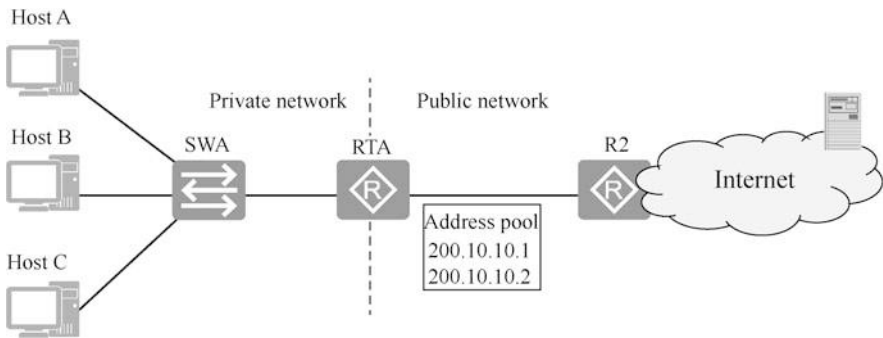 Host A
Private network
Public network
Host B
SWA
RTA
R2
R
R
Internet
Address pool
200.10.10.1
200.10.10.2
Host C